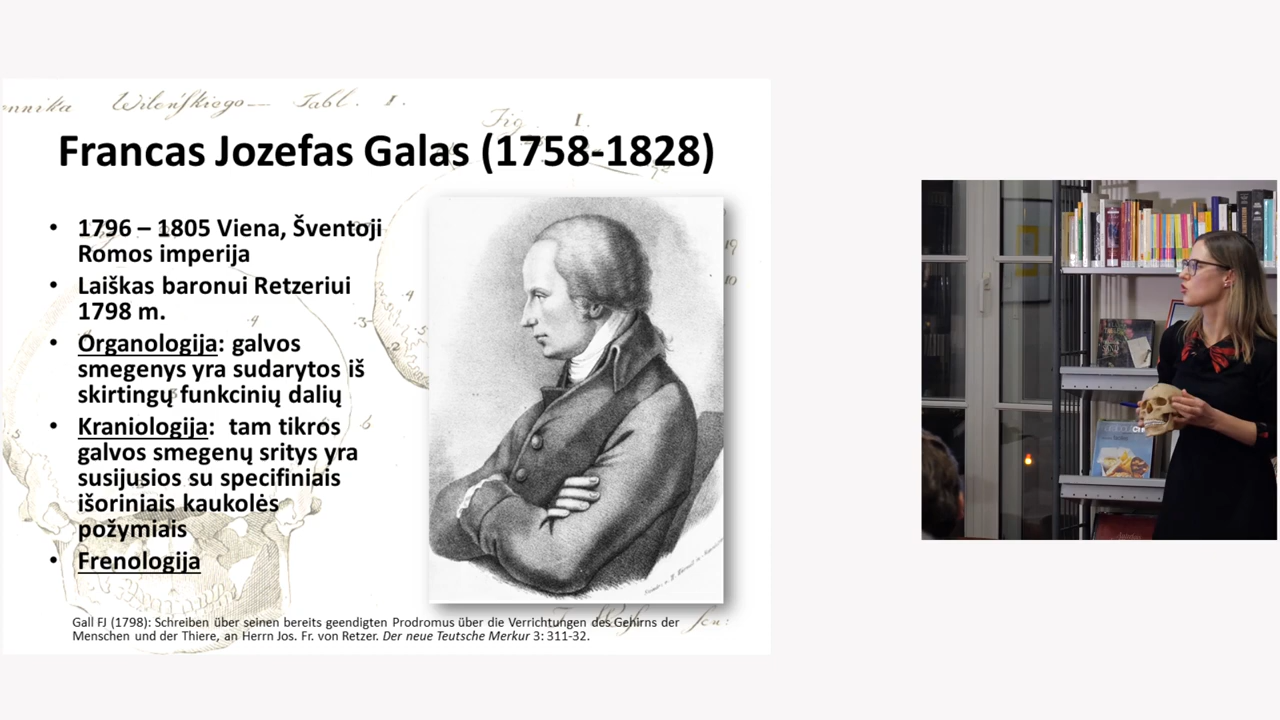 Wileńskiego— Tabl. I.
Fig. I.
Francas Jozefas Galas (1758-1828)
• 1796 – 1805 Viena, Šventoji
Romos imperija
• Laiškas baronui Retzeriui
1798 m.
• Organologija: galvos
smegenys yra sudarytos iš
skirtingų funkcinių dalių
• Kraniologija: tam tikros
galvos smegenų sritys yra
susijusios su specifiniais
išoriniais kaukolės
požymiais
• Frenologija
Gall FJ (1798): Schreiben über seinen bereits geendigten Prodromus über die Verrichtungen des Gehirns der
Menschen und der Thiere, an Herrn Jos. Fr. von Retzer. Der neue Teutsche Merkur 3: 311-32.